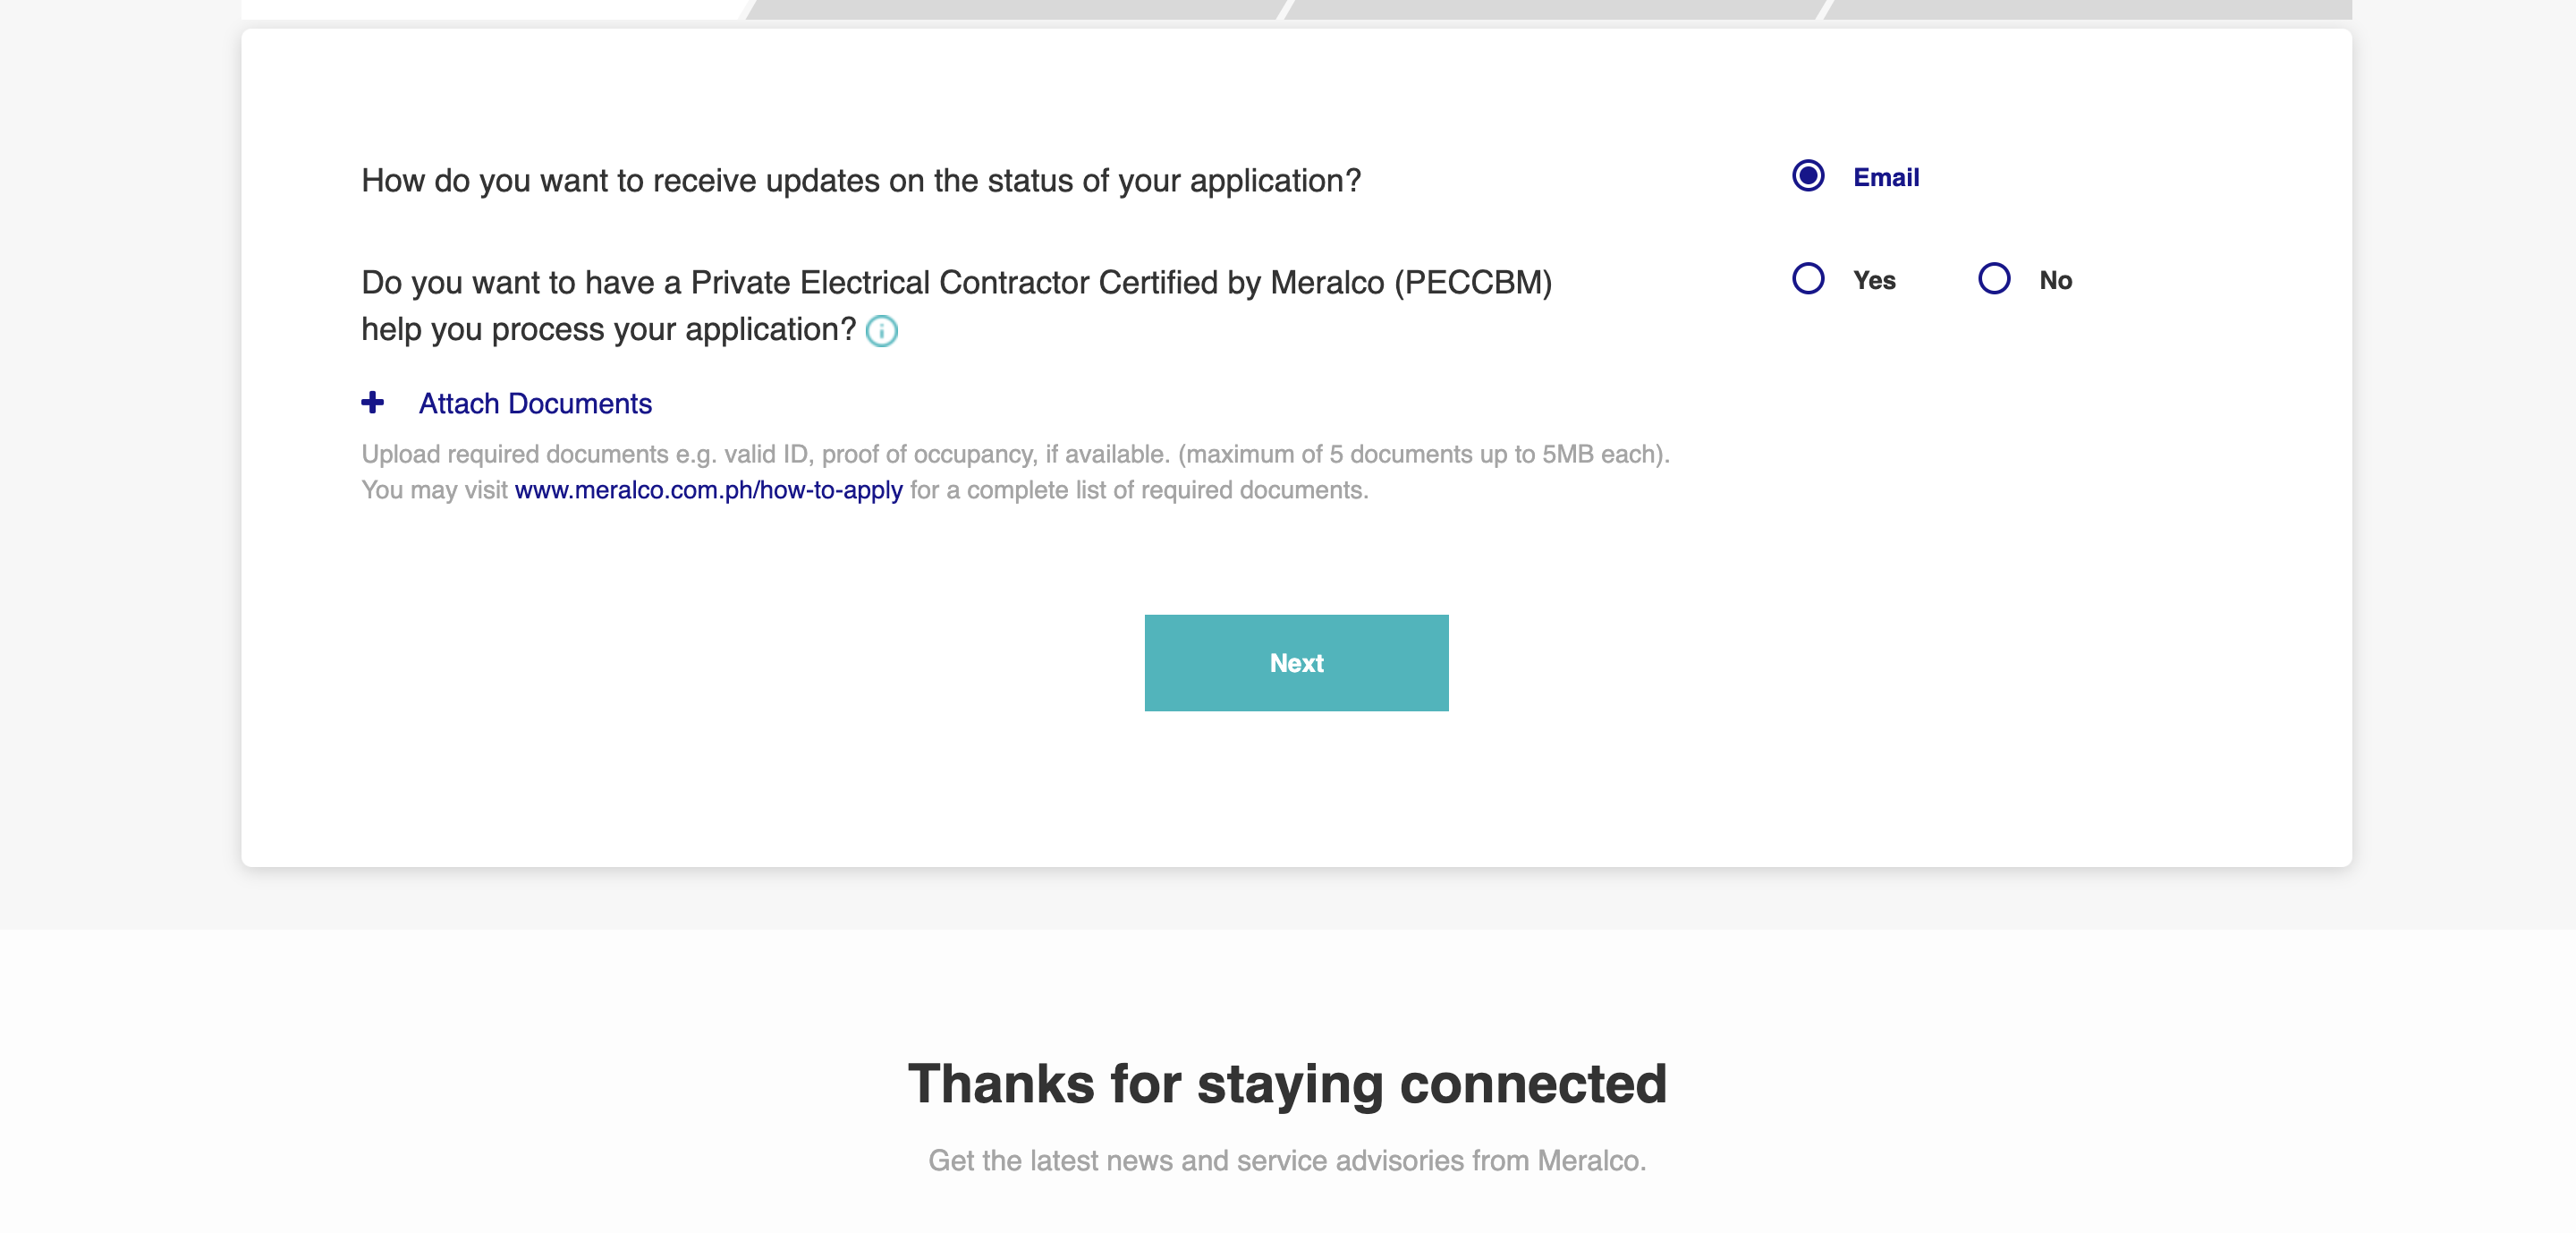 How do you want to receive updates on the status of your application?
Email
Do you want to have a Private Electrical Contractor Certified by Meralco (PECCBM)
help you process your application?
Yes
No
Attach Documents
Upload required documents e.g. valid ID, proof of occupancy, if available. (maximum of 5 documents up to 5MB each).
You may visit www.meralco.com.ph/how-to-apply for a complete list of required documents.
Next
Thanks for staying connected
Get the latest news and service advisories from Meralco.